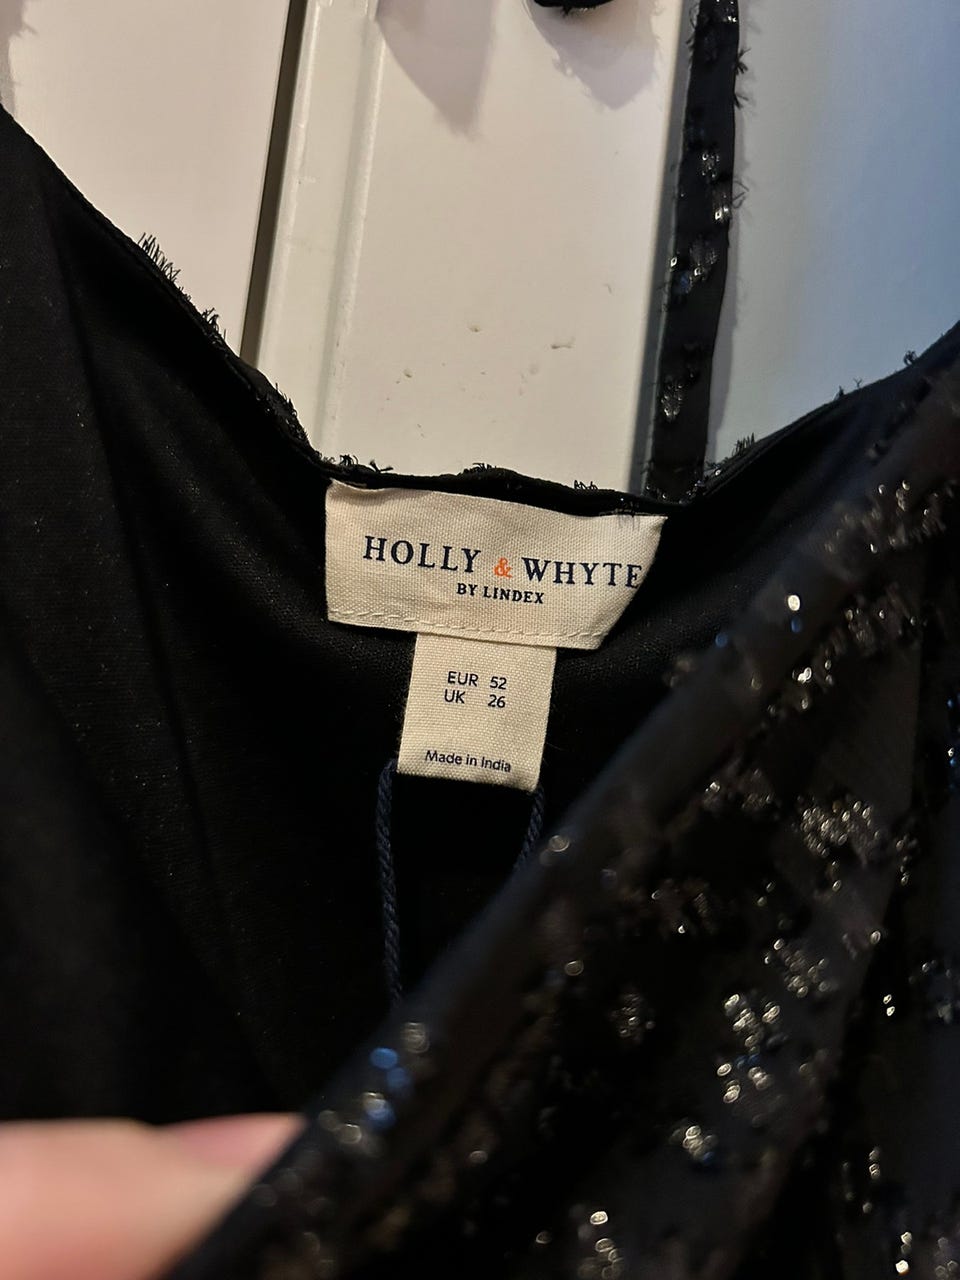 HOLLY & WHYTE
BY LINDEX
EUR 52
UK 26
Made in India